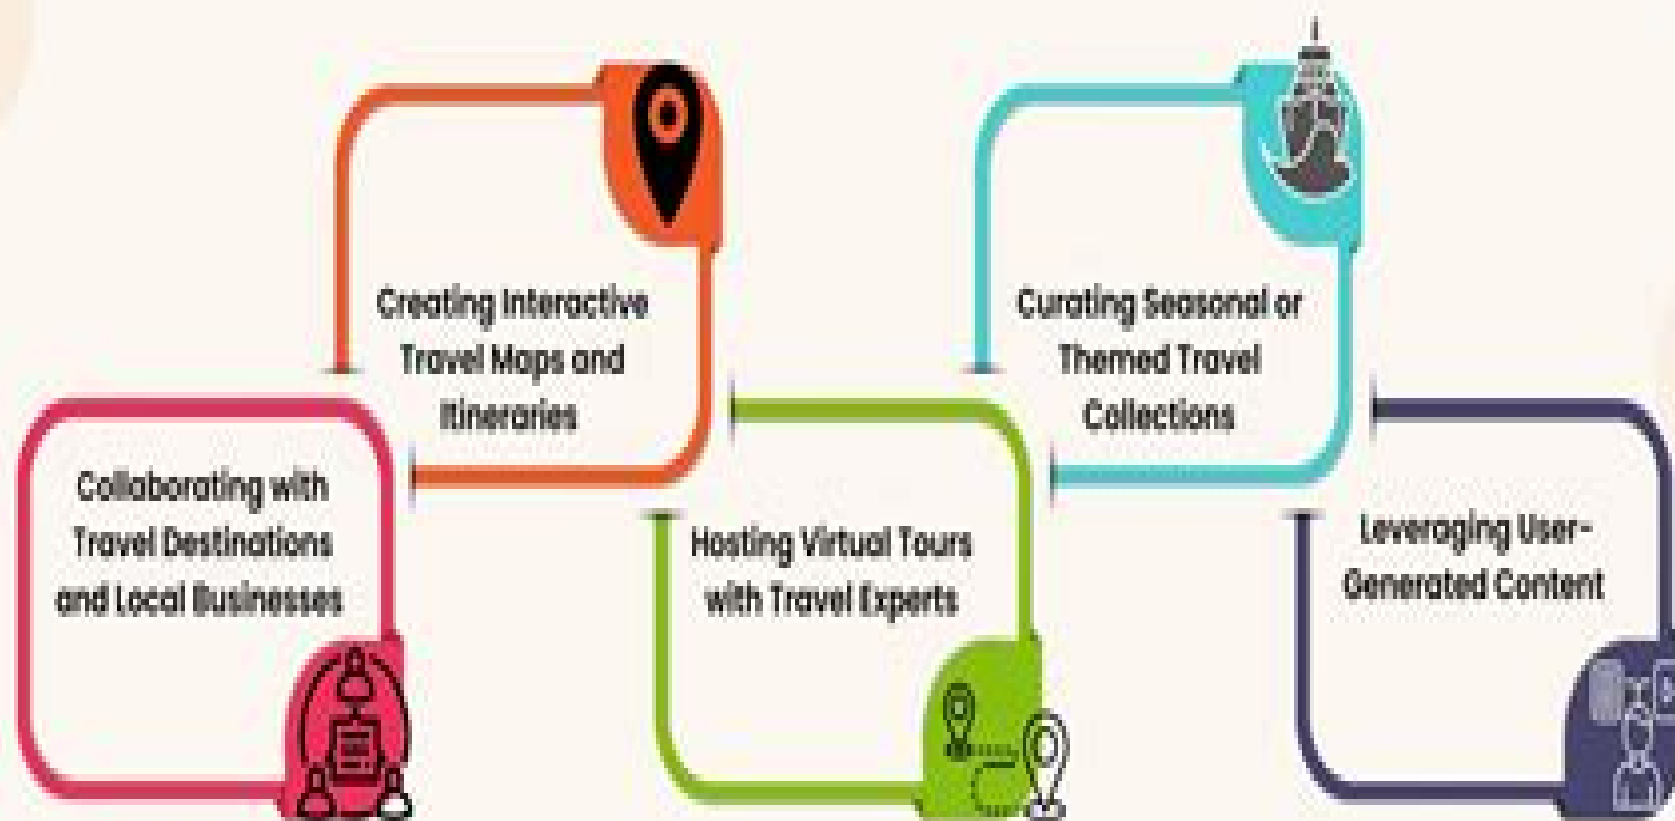 Collaborating with
Travel Destinations
and Local Businesses
Creating Interactive
Travel Maps and
Itineraries
Hosting Virtual Tours
with Travel Experts
Curating Seasonal or
Themed Travel
Collections
Leveraging User-
Generated Content